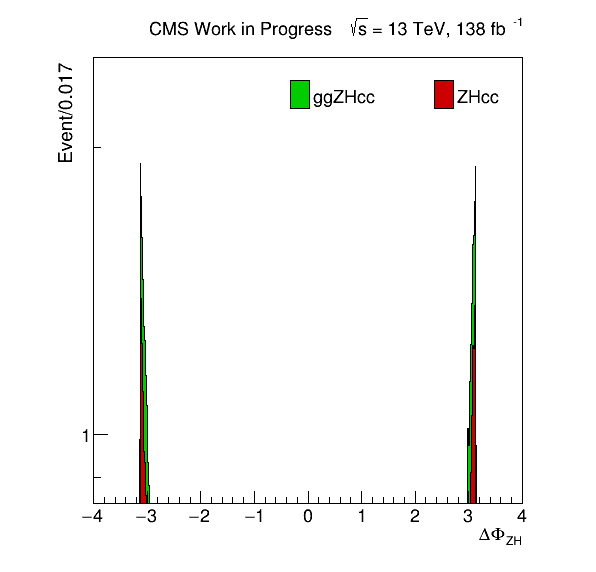 CMS Work in Progress √s = 13 TeV, 138 fb⁻¹
Event/0.017
ggZHcc ZHcc
1
−4 −3 −2 −1 0 1 2 3 4
ΔΦ_ZH